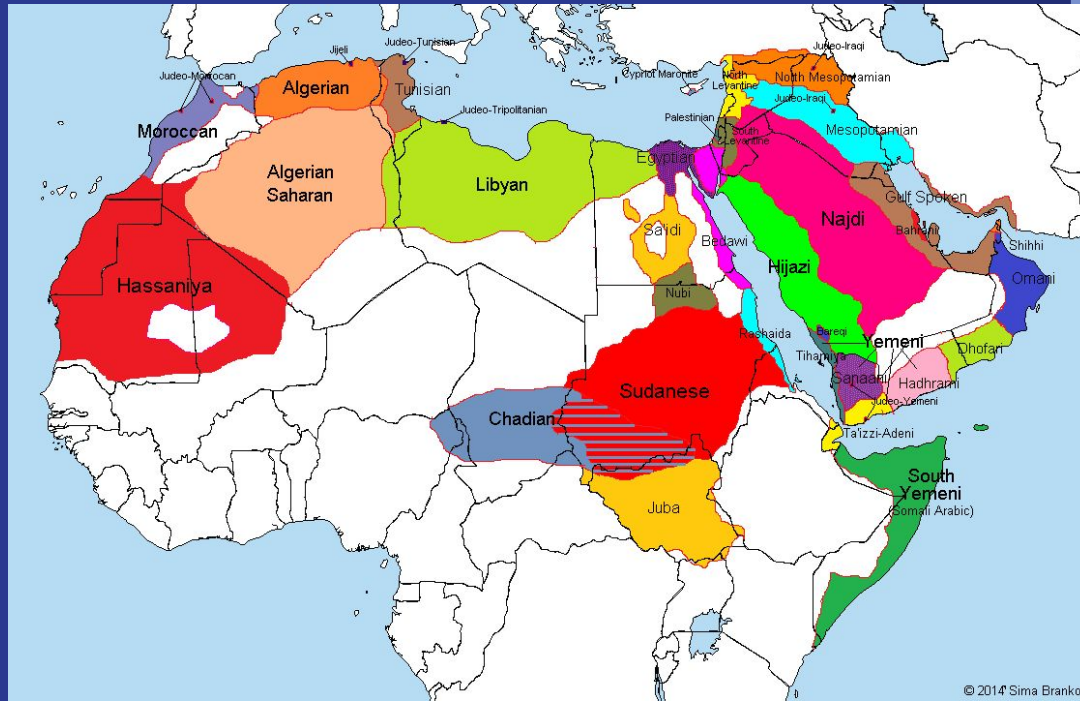 Judeo-Tunisian
Jijeli
Judeo-Iraqi
Judeo-Morrocan
Cypriot Maronite
North
Levantine
North Mesopotamian
Algerian
Tunisian
Judeo-Iraqi
Judeo-Tripolitanian
Palestinian
Mesopotamian
Moroccan
South
Levantine
Egyptian
Algerian
Saharan
Libyan
Gulf Spoken
Najdi
Sa'idi
Bahrani
Bedawi
Shihhi
Hijazi
Omani
Hassaniya
Nubi
Rashaida
Bareqi
Yemeni
Dhofari
Tihamiya
Sanaani
Hadhrami
Sudanese
Judeo-Yemeni
Chadian
Ta'izzi-Adeni
South
Yemeni
(Somali Arabic)
Juba
© 2014 Sima Branko